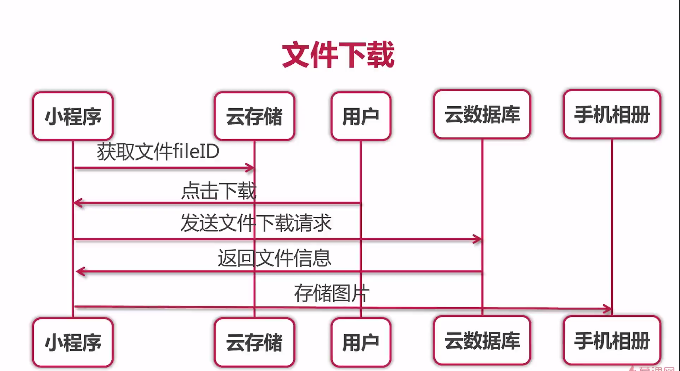 文件下载
小程序 云存储 用户 云数据库 手机相册
获取文件fileID
点击下载
发送文件下载请求
返回文件信息
存储图片
小程序 云存储 用户 云数据库 手机相册